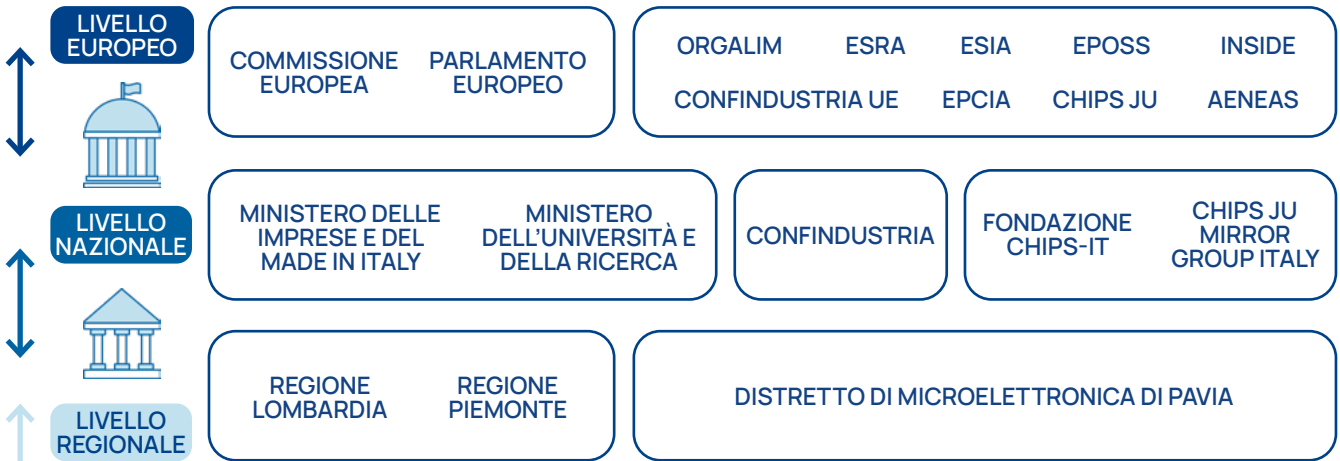 LIVELLO
EUROPEO
COMMISSIONE
EUROPEA
PARLAMENTO
EUROPEO
ORGALIM ESRA ESIA EPOSS INSIDE
CONFINDUSTRIA UE EPCIA CHIPS JU AENEAS
LIVELLO
NAZIONALE
MINISTERO DELLE
IMPRESE E DEL
MADE IN ITALY
MINISTERO
DELL'UNIVERSITÀ E
DELLA RICERCA
CONFINDUSTRIA
FONDAZIONE
CHIPS-IT
CHIPS JU
MIRROR
GROUP ITALY
LIVELLO
REGIONALE
REGIONE
LOMBARDIA
REGIONE
PIEMONTE
DISTRETTO DI MICROELETTRONICA DI PAVIA